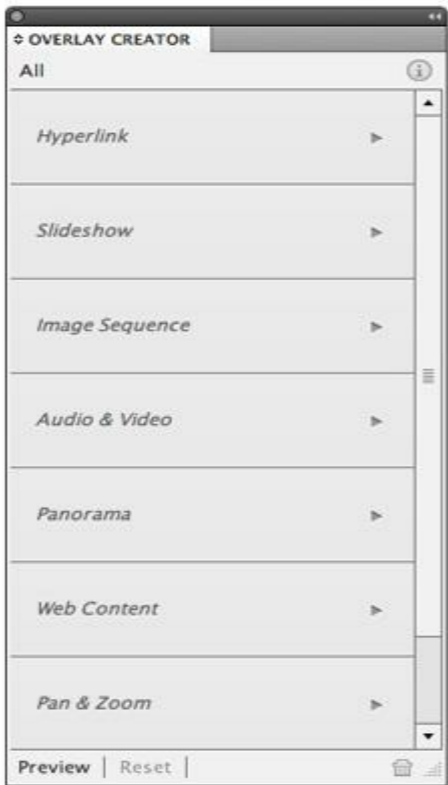 OVERLAY CREATOR
All
Hyperlink
Slideshow
Image Sequence
Audio & Video
Panorama
Web Content
Pan & Zoom
Preview | Reset |